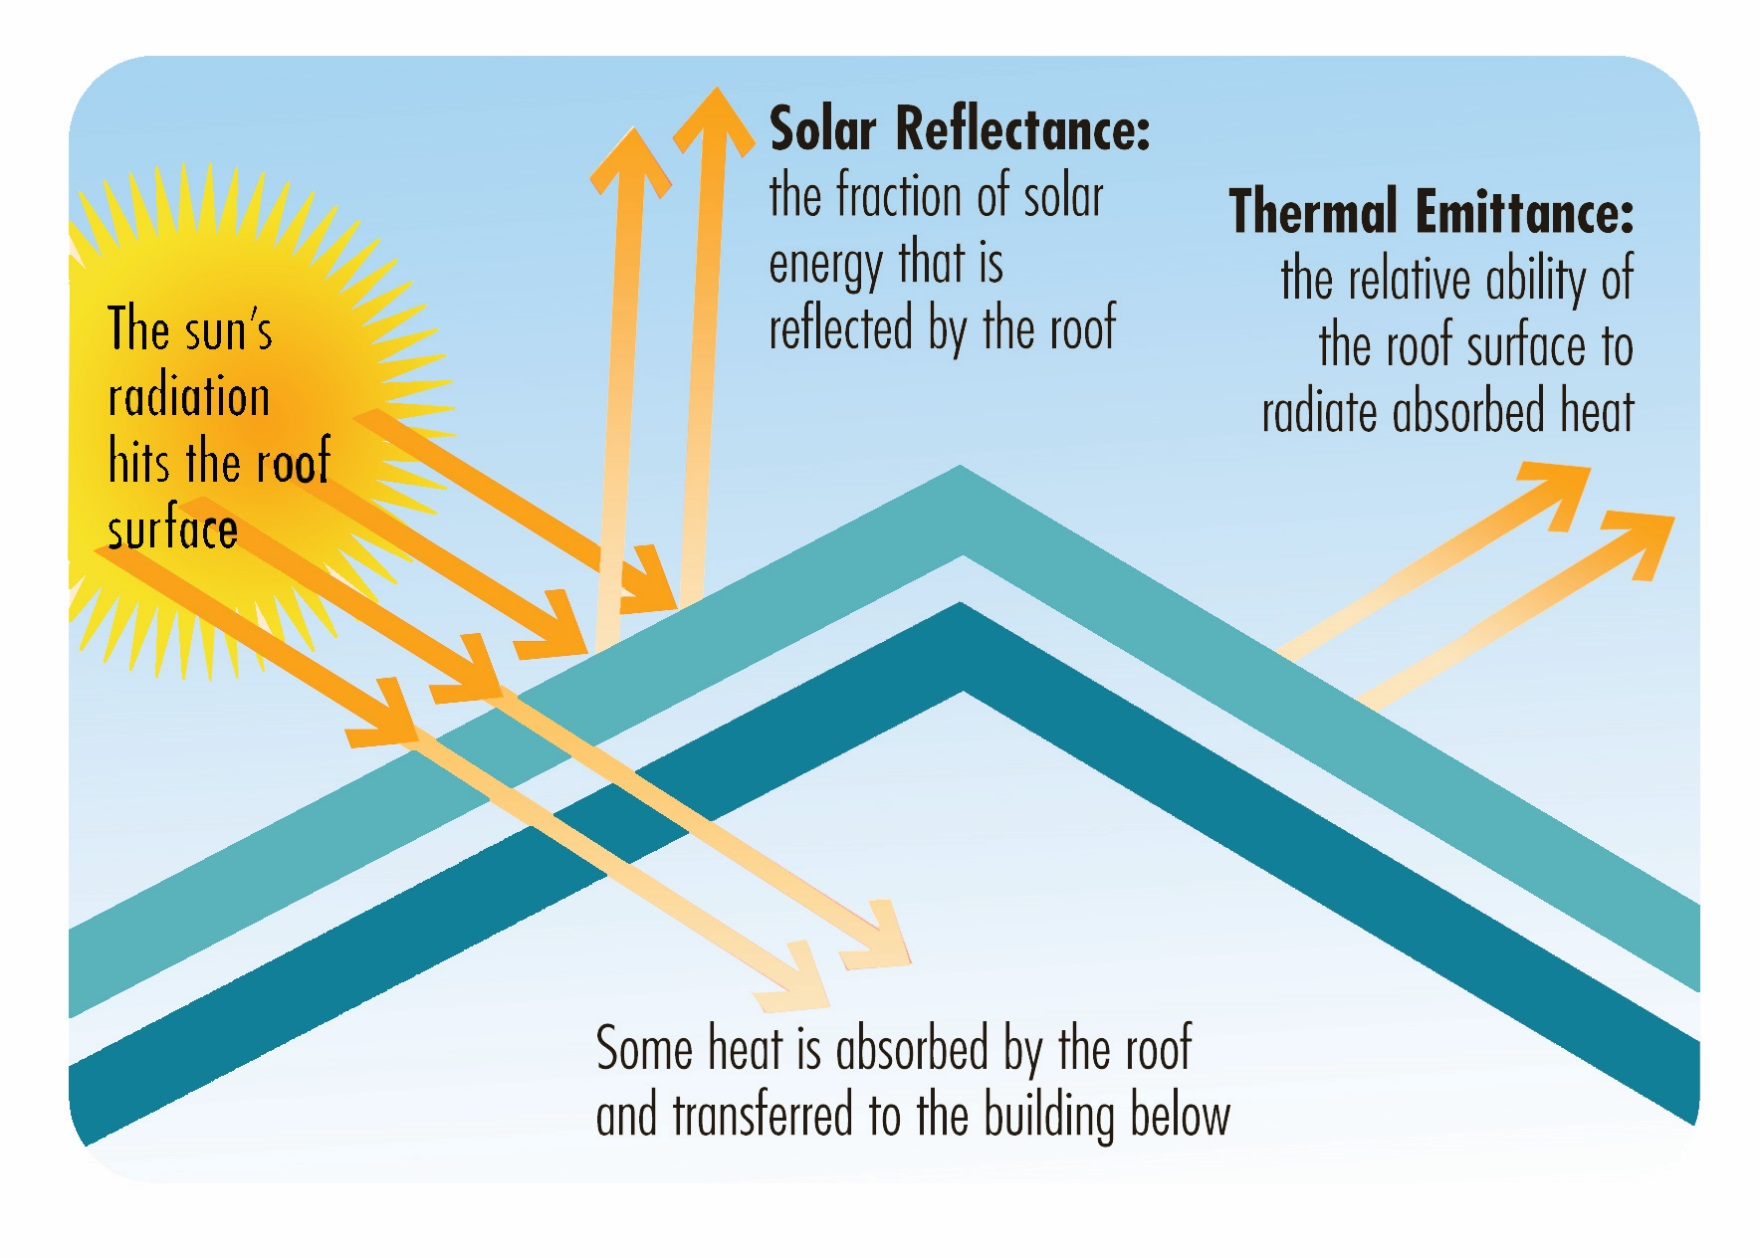 The sun's
radiation
hits the roof
surface
Solar Reflectance:
the fraction of solar
energy that is
reflected by the roof
Thermal Emittance:
the relative ability of
the roof surface to
radiate absorbed heat
Some heat is absorbed by the roof
and transferred to the building below